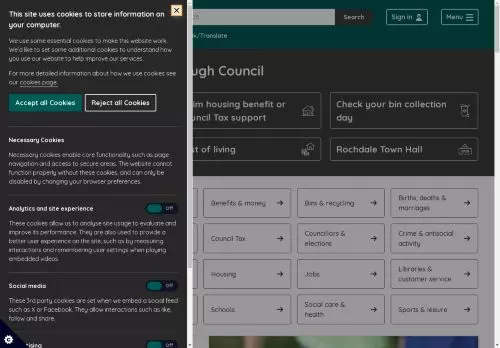 This site uses cookies to store information on
your computer.
We use some essential cookies to make this website work.
We'd like to set some additional cookies to understand how
you use our website to help improve our services.
For more detailed information about how we use cookies see
our cookies page.
Accept all Cookies
Reject all Cookies
Necessary Cookies
Necessary cookies enable core functionality such as page
navigation and access to secure areas. The website cannot
function properly without these cookies, and can only be
disabled by changing your browser preferences.
Analytics and site experience
Off
These cookies allow us to analyse site usage to evaluate and
improve its performance. They are also used to provide a
better user experience on the site, such as by measuring
interactions and remembering user settings when playing
embedded videos.
Social media
Off
These 3rd party cookies are set when we embed a social feed
such as X or Facebook. They allow interactions such as like,
follow and share.
Off
Search
Sign in
Menu
/Translate
ugh Council
im housing benefit or
uncil Tax support
Check your bin collection
day
st of living
Rochdale Town Hall
Benefits & money
Bins & recycling
Births, deaths &
marriages
Council Tax
Councillors &
elections
Crime & antisocial
activity
Housing
Jobs
Libraries &
customer service
Schools
Social care &
health
Sports & leisure